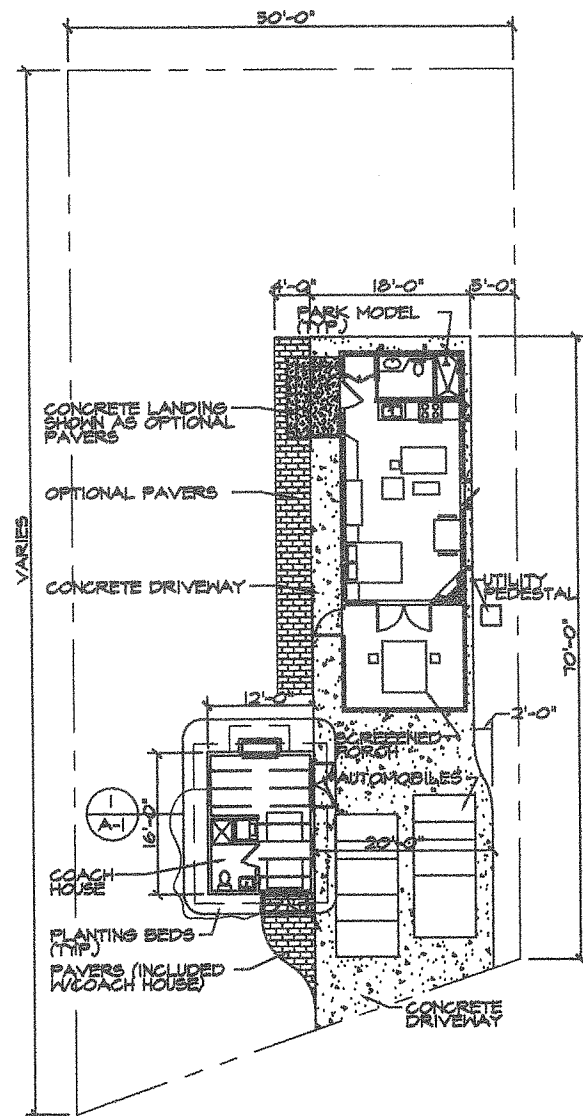 50'-0"
4'-0"
18'-0"
5'-0"
PARK MODEL
(TYP.)
CONCRETE LANDING
SHOWN AS OPTIONAL
PAVERS
OPTIONAL PAVERS
VARIES
CONCRETE DRIVEWAY
UTILITY
PEDESTAL
70'-0"
12'-0"
2'-0"
SCREEENED
PORCH
AUTOMOBILES
1
A-1
16'-0"
20'-0"
COACH
HOUSE
PLANTING BEDS
(TYP.)
PAVERS (INCLUDED
W/COACH HOUSE)
CONCRETE
DRIVEWAY